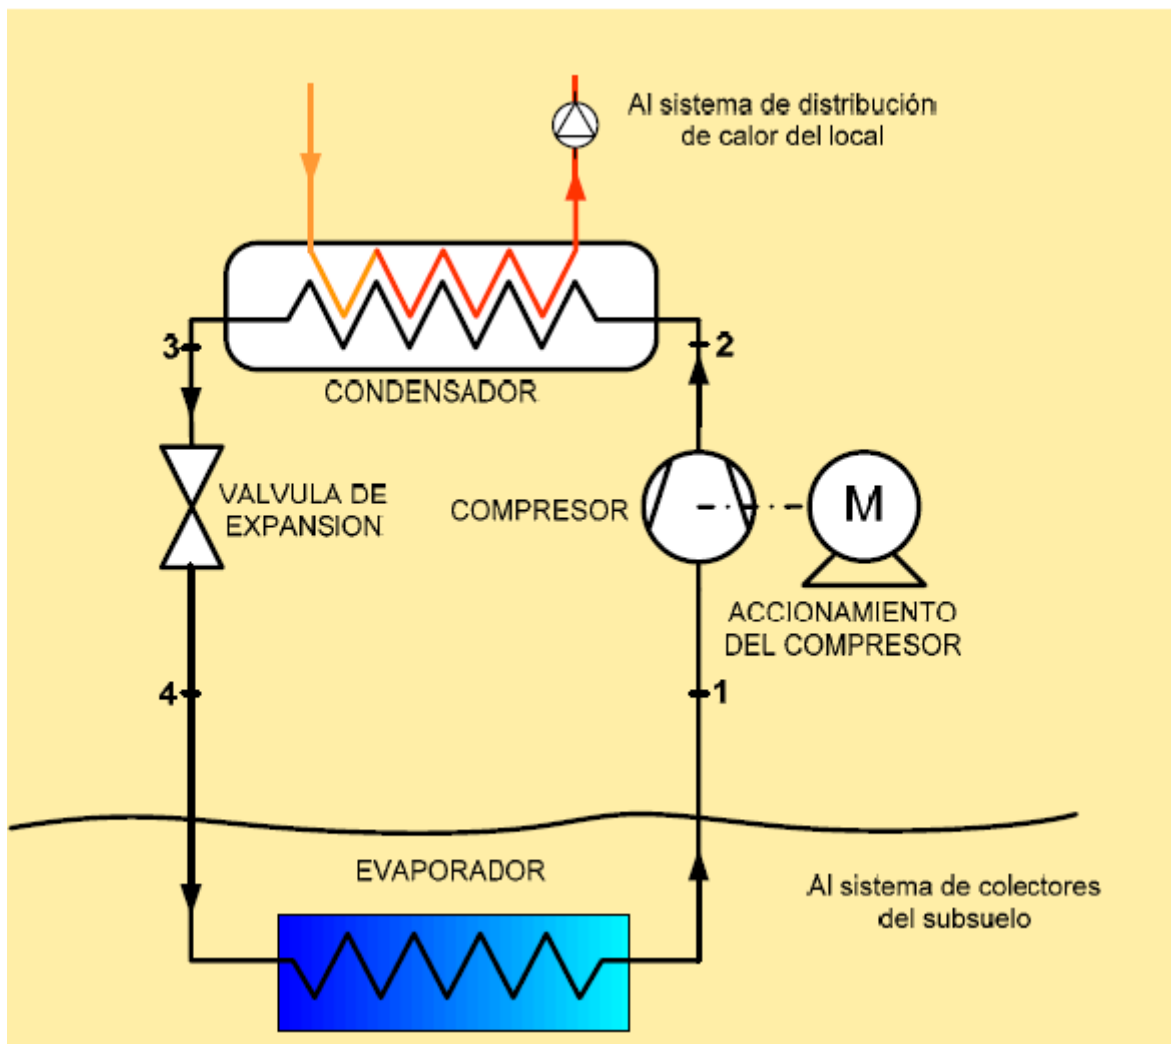 Al sistema de distribución
de calor del local
3
2
CONDENSADOR
VALVULA DE
EXPANSION
COMPRESOR
M
ACCIONAMIENTO
DEL COMPRESOR
4
1
EVAPORADOR
Al sistema de colectores
del subsuelo